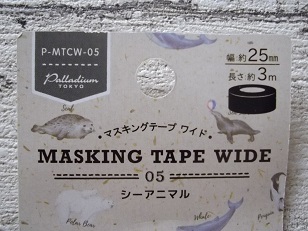 P-MTCW-05
Palladium
TOKYO
幅:約25mm
長さ:約3m
Seal
マスキングテープ ワイド
MASKING TAPE WIDE
05
シーアニマル
Polar Bear
Whale
Penguin